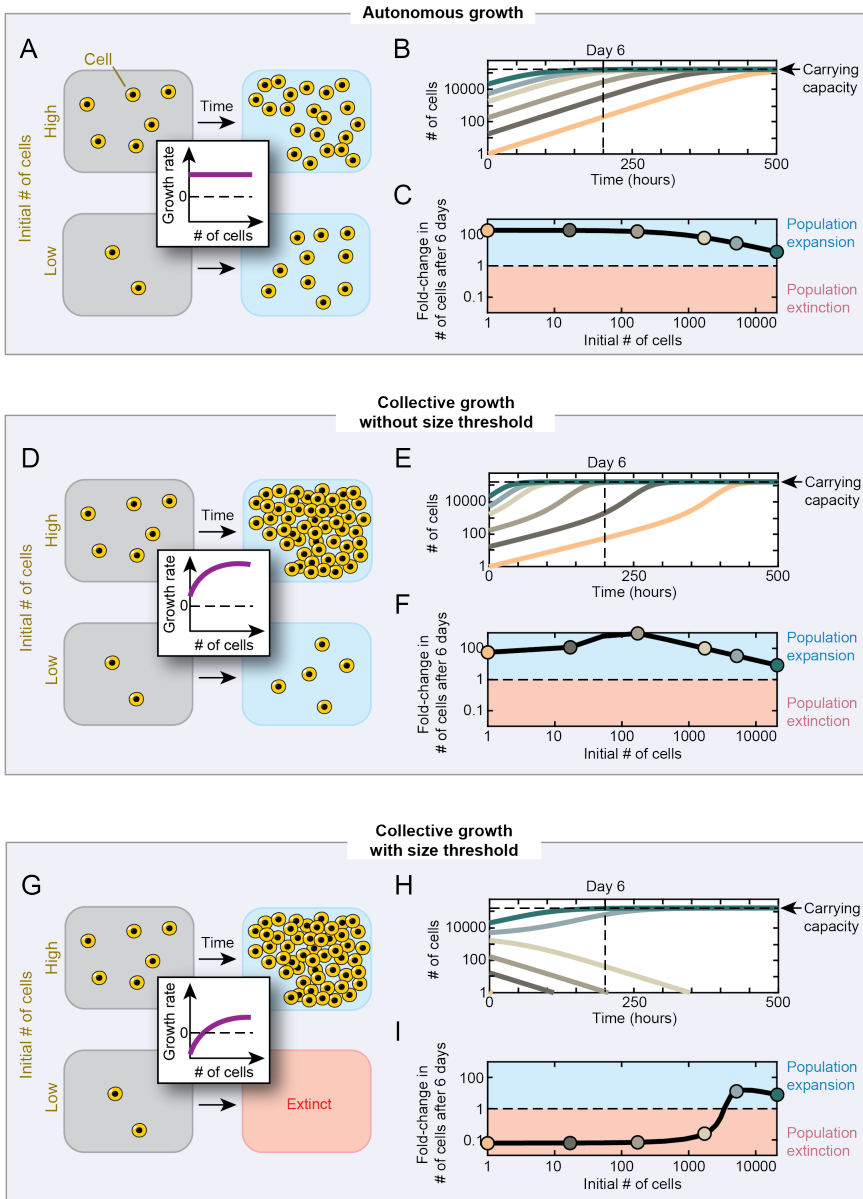 Autonomous growth
A
Cell
Initial # of cells
High
Low
Time
Growth rate
0
# of cells
B
Day 6
# of cells
10000
100
1
0
250
500
Time (hours)
Carrying
capacity
C
Fold-change in
# of cells after 6 days
100
1
0.1
1
10
100
1000
10000
Initial # of cells
Population
expansion
Population
extinction
Collective growth
without size threshold
D
Initial # of cells
High
Low
Time
Growth rate
0
# of cells
E
Day 6
# of cells
10000
100
1
0
250
500
Time (hours)
Carrying
capacity
F
Fold-change in
# of cells after 6 days
100
1
0.1
1
10
100
1000
10000
Initial # of cells
Population
expansion
Population
extinction
Collective growth
with size threshold
G
Initial # of cells
High
Low
Time
Growth rate
0
# of cells
Extinct
H
Day 6
# of cells
10000
100
1
0
250
500
Time (hours)
Carrying
capacity
I
Fold-change in
# of cells after 6 days
100
1
0.1
1
10
100
1000
10000
Initial # of cells
Population
expansion
Population
extinction